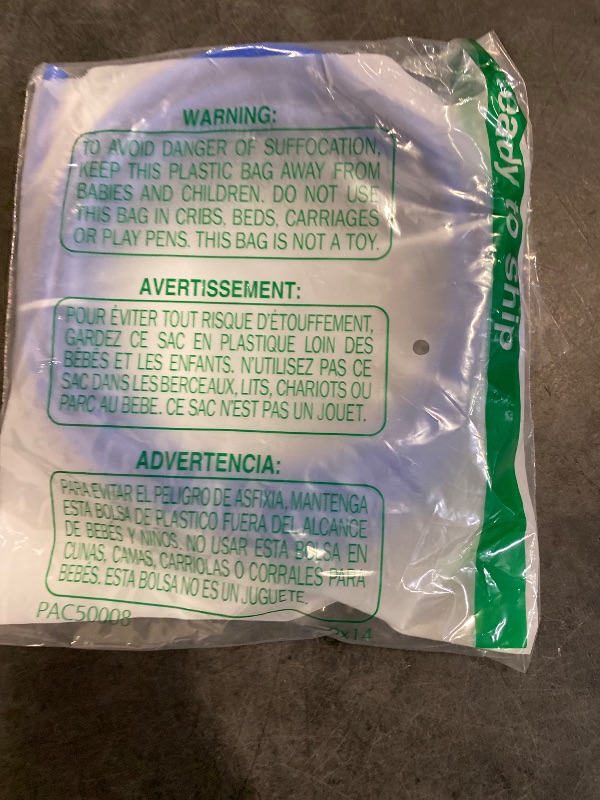 WARNING:
TO AVOID DANGER OF SUFFOCATION,
KEEP THIS PLASTIC BAG AWAY FROM
BABIES AND CHILDREN. DO NOT USE
THIS BAG IN CRIBS, BEDS, CARRIAGES
OR PLAY PENS. THIS BAG IS NOT A TOY.
AVERTISSEMENT:
POUR ÉVITER TOUT RISQUE D'ÉTOUFFEMENT,
GARDEZ CE SAC EN PLASTIQUE LOIN DES
BÉBÉS ET LES ENFANTS. N'UTILISEZ PAS CE
SAC DANS LES BERCEAUX, LITS, CHARIOTS OU
PARC AU BEBE. CE SAC N'EST PAS UN JOUET.
ADVERTENCIA:
PARA EVITAR EL PELIGRO DE ASFIXIA, MANTENGA
ESTA BOLSA DE PLASTICO FUERA DEL ALCANCE
DE BEBÉS Y NINOS. NO USAR ESTA BOLSA EN
CUNAS, CAMAS, CARRIOLAS O CORRALES PARA
BEBÉS. ESTA BOLSA NO ES UN JUGUETE.
PAC50008
x14
eady to ship